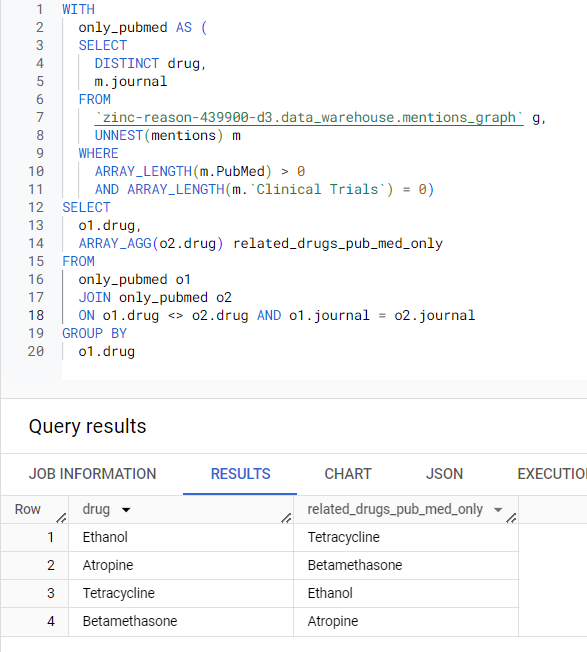 1 WITH
2 only_pubmed AS (
3 SELECT
4 DISTINCT drug,
5 m.journal
6 FROM
7 `zinc-reason-439900-d3.data_warehouse.mentions_graph` g,
8 UNNEST(mentions) m
9 WHERE
10 ARRAY_LENGTH(m.PubMed) > 0
11 AND ARRAY_LENGTH(m.`Clinical Trials`) = 0)
12 SELECT
13 o1.drug,
14 ARRAY_AGG(o2.drug) related_drugs_pub_med_only
15 FROM
16 only_pubmed o1
17 JOIN only_pubmed o2
18 ON o1.drug <> o2.drug AND o1.journal = o2.journal
19 GROUP BY
20 o1.drug
Query results
JOB INFORMATION RESULTS CHART JSON EXECUTIO
Row drug related_drugs_pub_med_only
1 Ethanol Tetracycline
2 Atropine Betamethasone
3 Tetracycline Ethanol
4 Betamethasone Atropine